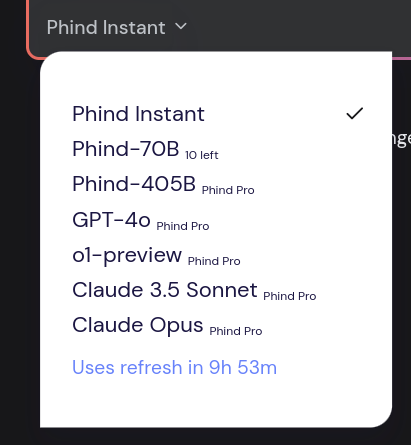 Phind Instant
Phind Instant
Phind-70B 10 left
Phind-405B Phind Pro
GPT-4o Phind Pro
o1-preview Phind Pro
Claude 3.5 Sonnet Phind Pro
Claude Opus Phind Pro
Uses refresh in 9h 53m